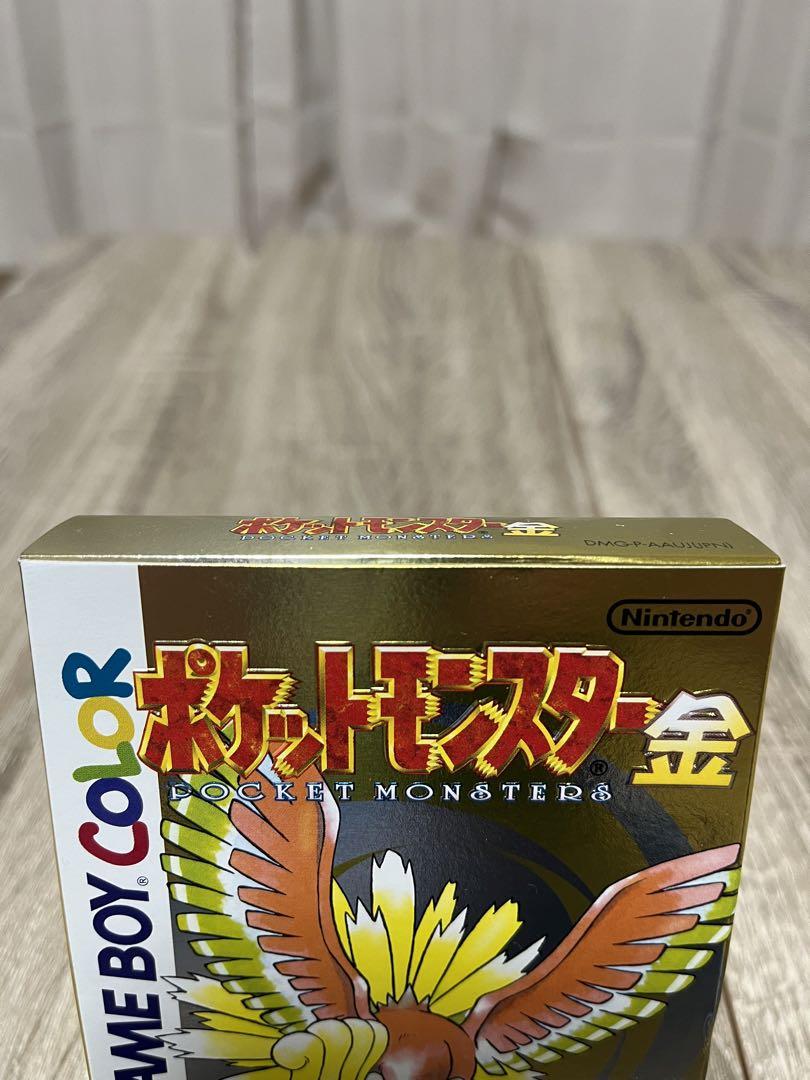 ポケットモンスター金
POCKET MONSTERS
DMG-P-AAUJ(JPN)
Nintendo®
ポケットモンスター®金
POCKET MONSTERS
GAME BOY® COLOR